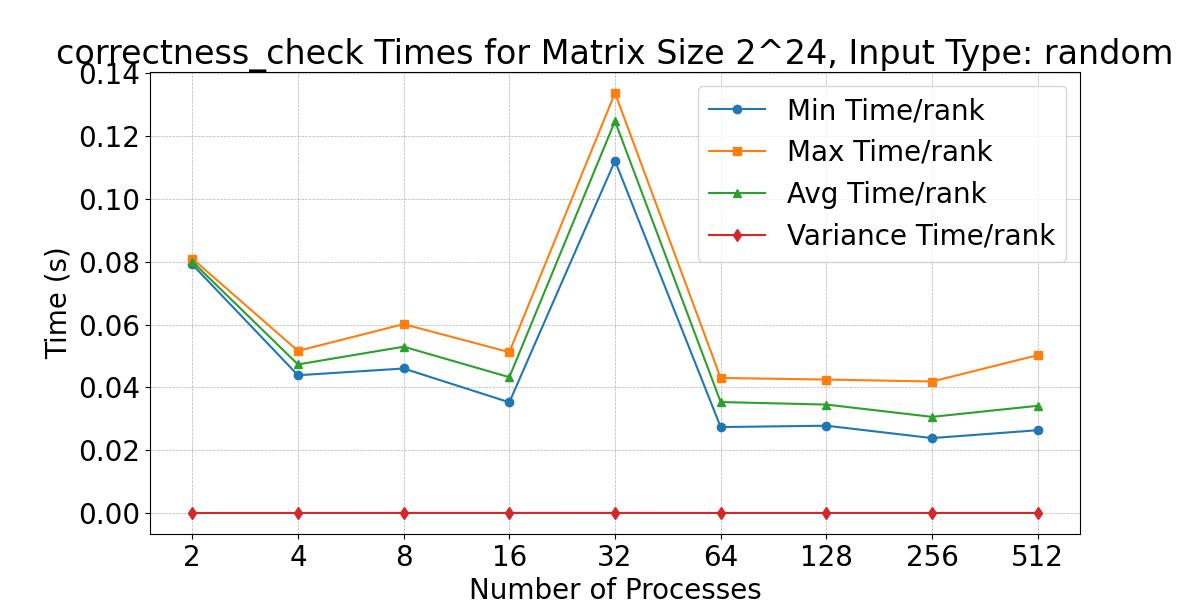 correctness_check Times for Matrix Size 2^24, Input Type: random
0.14
0.12
0.10
0.08
0.06
0.04
0.02
0.00
Time (s)
Min Time/rank
Max Time/rank
Avg Time/rank
Variance Time/rank
2 4 8 16 32 64 128 256 512
Number of Processes